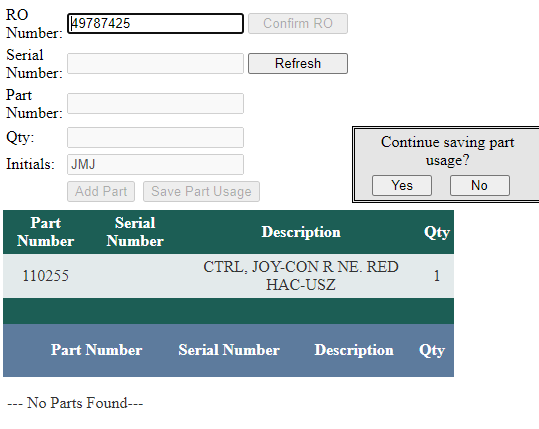 RO
Number:
49787425
Confirm RO
Serial
Number:
Refresh
Part
Number:
Qty:
Initials:
JMJ
Add Part
Save Part Usage
Continue saving part
usage?
Yes
No
Part
Number
Serial
Number
Description
Qty
110255
CTRL, JOY-CON R NE. RED
HAC-USZ
1
Part Number
Serial Number
Description
Qty
--- No Parts Found---